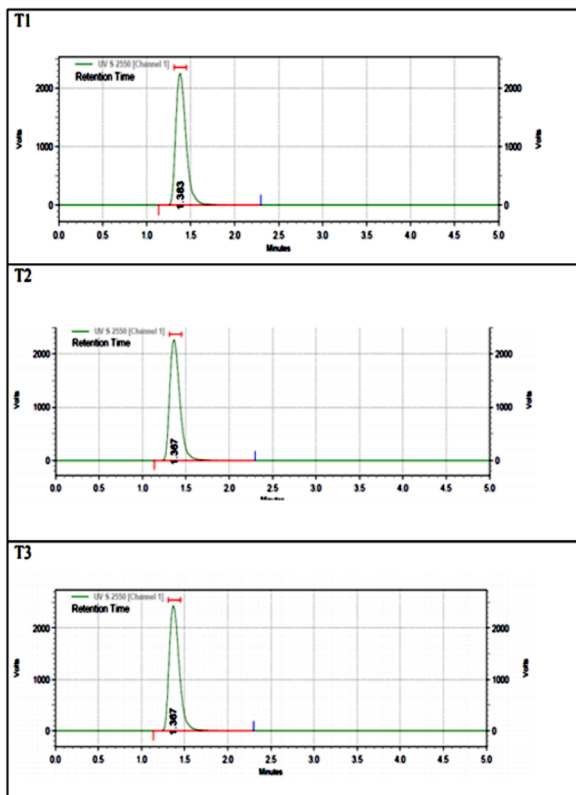 T1
UV S 2550 [Channel 1]
Retention Time
2000 2000
1000 1000
0 0
Volts Volts
1.383
0.0 0.5 1.0 1.5 2.0 2.5 3.0 3.5 4.0 4.5 5.0
Minutes
T2
UV S 2550 [Channel 1]
Retention Time
2000 2000
1000 1000
0 0
Volts Volts
1.367
0.0 0.5 1.0 1.5 2.0 2.5 3.0 3.5 4.0 4.5 5.0
Minutes
T3
UV S 2550 [Channel 1]
Retention Time
2000 2000
1000 1000
0 0
Volts Volts
1.367
0.0 0.5 1.0 1.5 2.0 2.5 3.0 3.5 4.0 4.5 5.0
Minutes